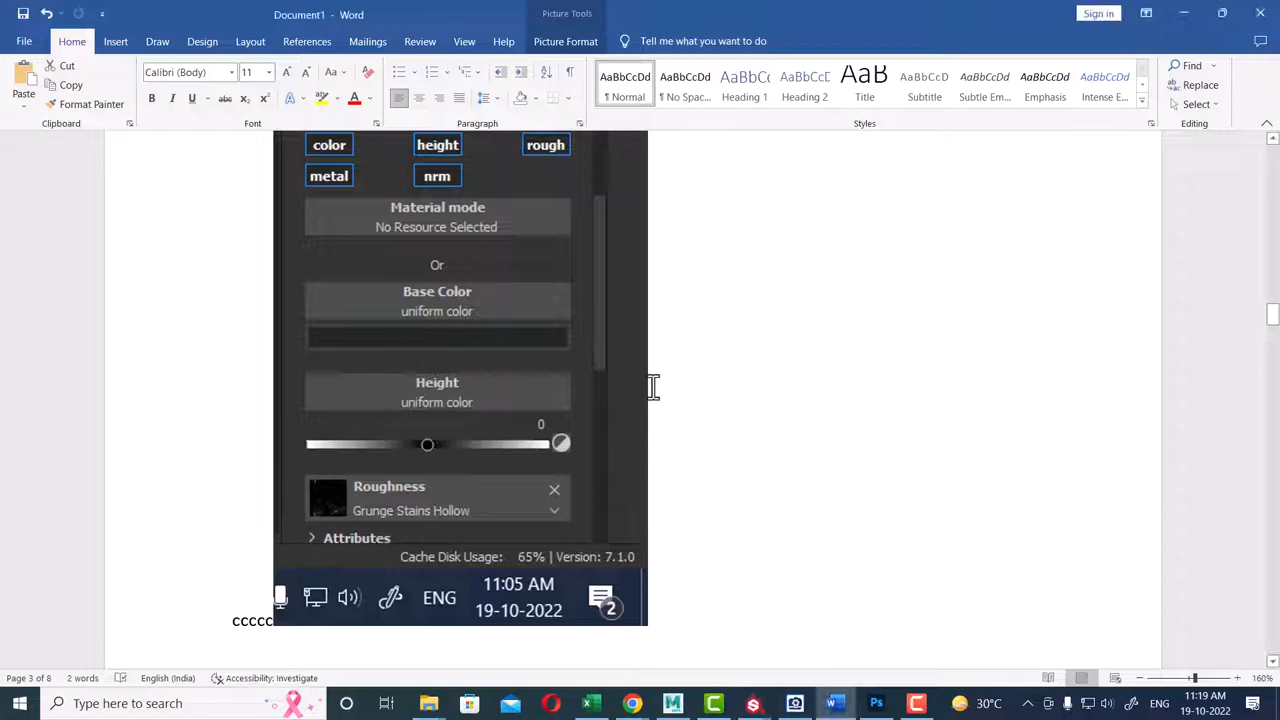 Document1 - Word
Picture Tools
Sign in
File Home Insert Draw Design Layout References Mailings Review View Help Picture Format Tell me what you want to do
Paste
Cut
Copy
Format Painter
Clipboard
Calibri (Body) 11
Font
Paragraph
AaBbCcDd AaBbCcDd AaBbCc AaBbCcD AaB AaBbCcD AaBbCcDd AaBbCcDd AaBbCcDd
¶ Normal ¶ No Spac... Heading 1 Heading 2 Title Subtitle Subtle Em... Emphasis Intense E...
Styles
Find
Replace
Select
Editing
color height rough
metal nrm
Material mode
No Resource Selected
Or
Base Color
uniform color
Height
uniform color
0
Roughness
Grunge Stains Hollow
Attributes
Cache Disk Usage: 65% | Version: 7.1.0
ENG
11:05 AM
19-10-2022
2
ccccc
Page 3 of 8 2 words English (India) Accessibility: Investigate 160%
Type here to search
30°C ENG
11:19 AM
19-10-2022